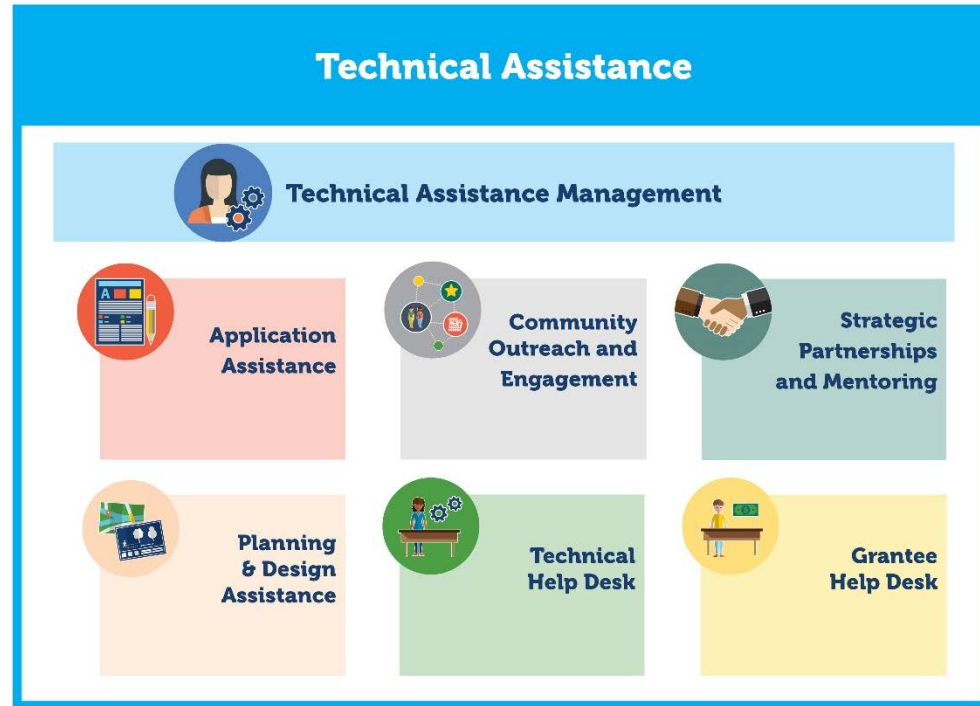 Technical Assistance
Technical Assistance Management
Application
Assistance
Community
Outreach and
Engagement
Strategic
Partnerships
and Mentoring
Planning
& Design
Assistance
Technical
Help Desk
Grantee
Help Desk
A